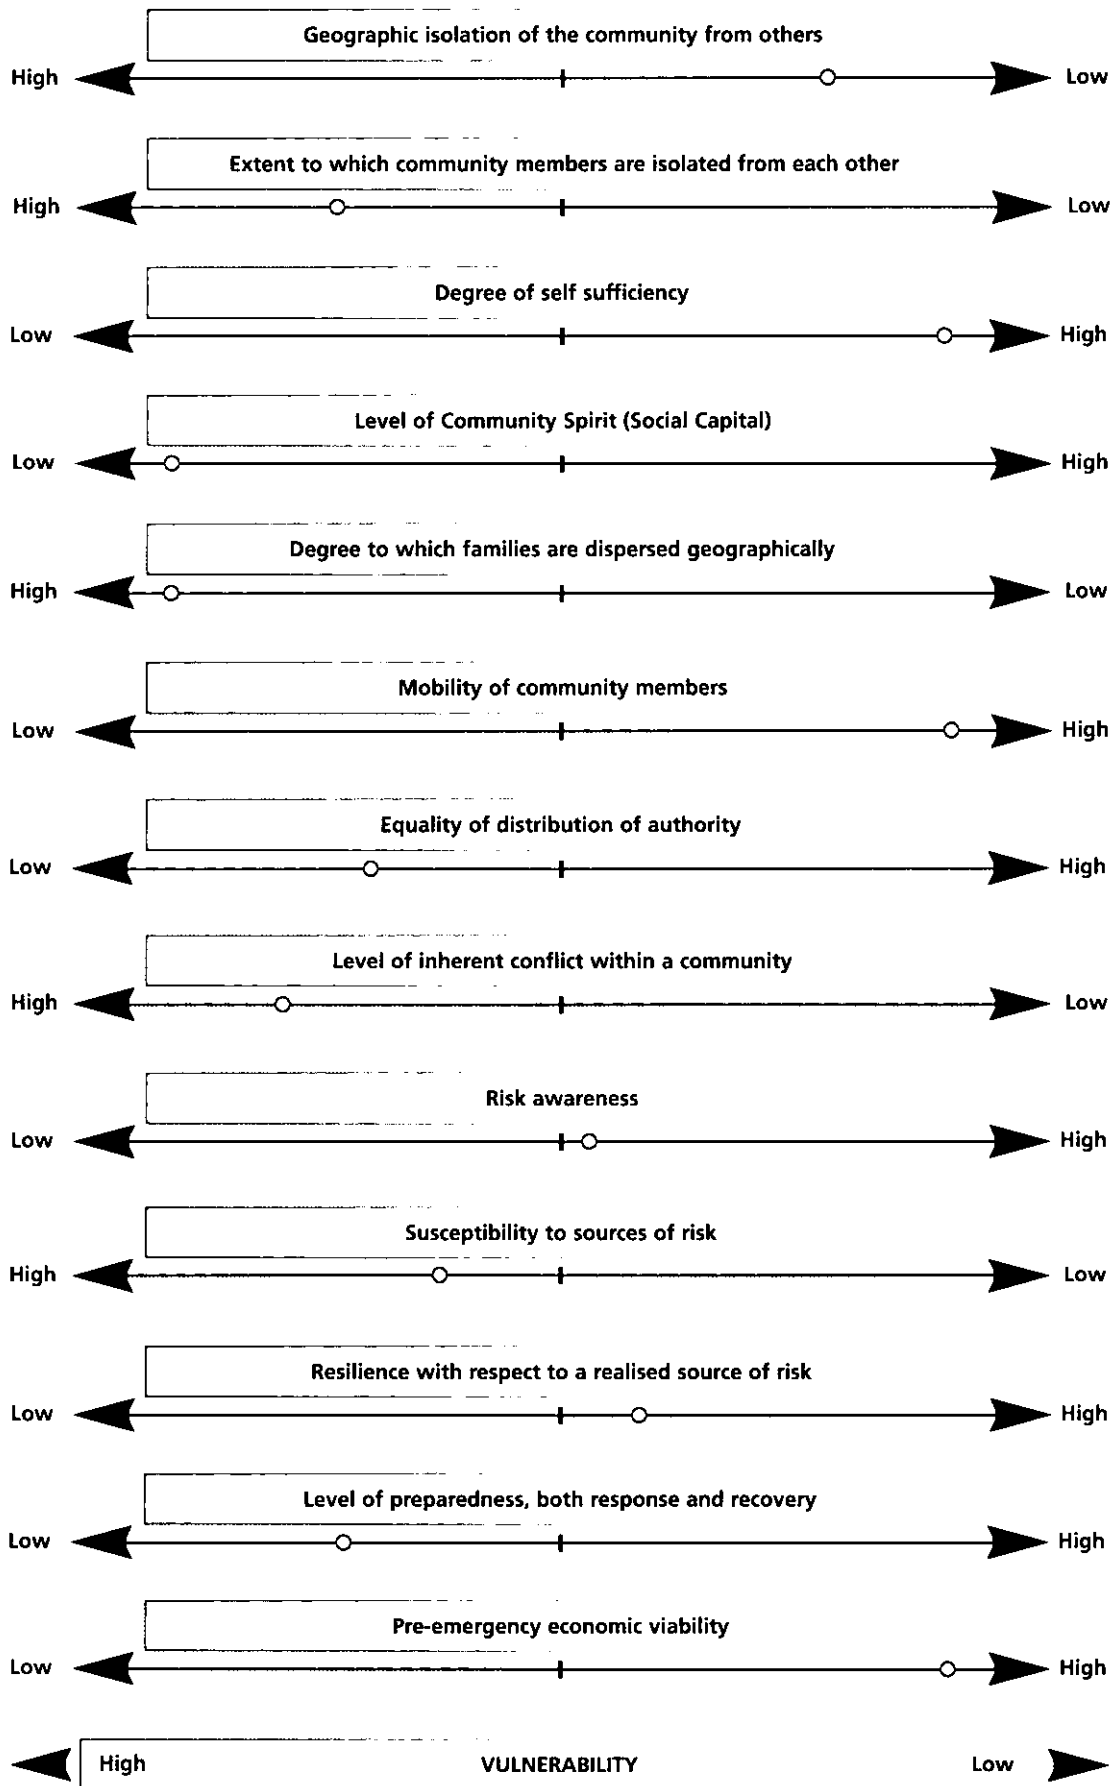 Geographic isolation of the community from others
High Low
Extent to which community members are isolated from each other
High Low
Degree of self sufficiency
Low High
Level of Community Spirit (Social Capital)
Low High
Degree to which families are dispersed geographically
High Low
Mobility of community members
Low High
Equality of distribution of authority
Low High
Level of inherent conflict within a community
High Low
Risk awareness
Low High
Susceptibility to sources of risk
High Low
Resilience with respect to a realised source of risk
Low High
Level of preparedness, both response and recovery
Low High
Pre-emergency economic viability
Low High
High VULNERABILITY Low